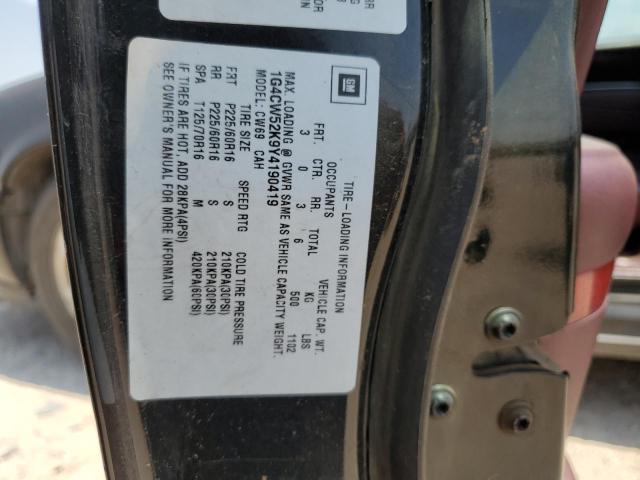 GM
TIRE-LOADING INFORMATION
OCCUPANTS VEHICLE CAP. WT.
FRT. CTR. RR. TOTAL KG LBS
3 0 3 6 500 1102
MAX. LOADING @ GVWR SAME AS VEHICLE CAPACITY WEIGHT.
1G4CW52K9Y4190419
MODEL: CW69 CAH
TIRE SIZE SPEED RTG COLD TIRE PRESSURE
FRT P225/60R16 S 210KPA(30PSI)
RR P225/60R16 S 210KPA(30PSI)
SPA T125/70R16 M 420KPA(60PSI)
IF TIRES ARE HOT, ADD 28KPA(4PSI)
SEE OWNER'S MANUAL FOR MORE INFORMATION